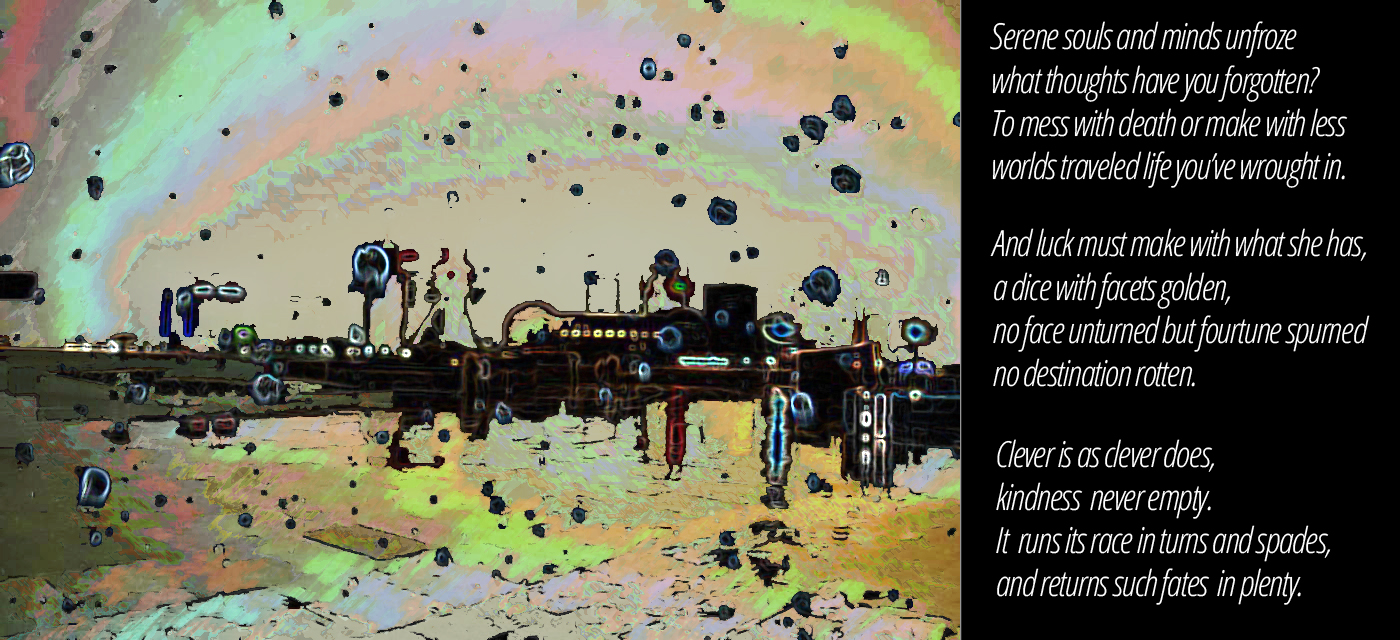 Serene souls and minds unfroze
what thoughts have you forgotten?
To mess with death or make with less
worlds traveled life you've wrought in.
And luck must make with what she has,
a dice with facets golden,
no face unturned but fourtune spurned
no destination rotten.
Clever is as clever does,
kindness never empty.
It runs its race in turns and spades,
and returns such fates in plenty.